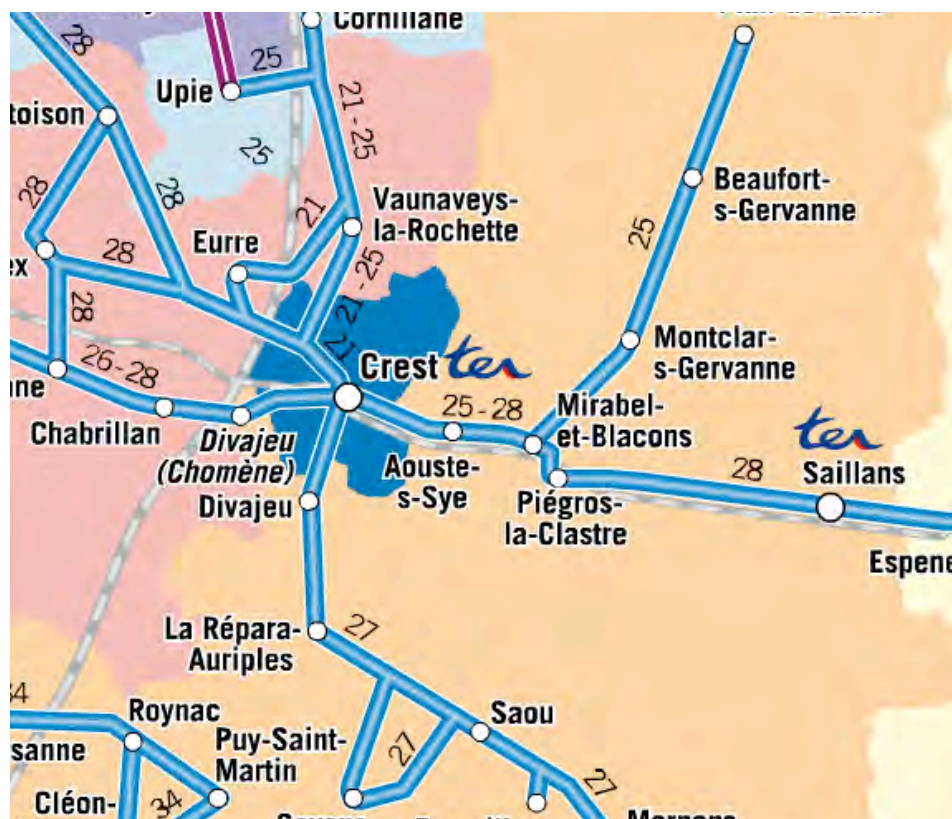 Cornillane
28
25
Upie
21-25
toison
25
28
28
21
Vaunaveys-
la-Rochette
Beaufort-
s-Gervanne
Eurre
25
28
21-25
ex
28
21
Montclar-
s-Gervanne
26-28
Crest ter
nne
25-28
Mirabel-
et-Blacons
ter
Chabrillan
Divajeu
(Chomène)
Aouste-
s-Sye
28
Saillans
Divajeu
Piégros-
la-Clastre
Espene
La Répara-
Auriples
27
34
Roynac
Saou
Puy-Saint-
Martin
27
sanne
27
Cléon-
34